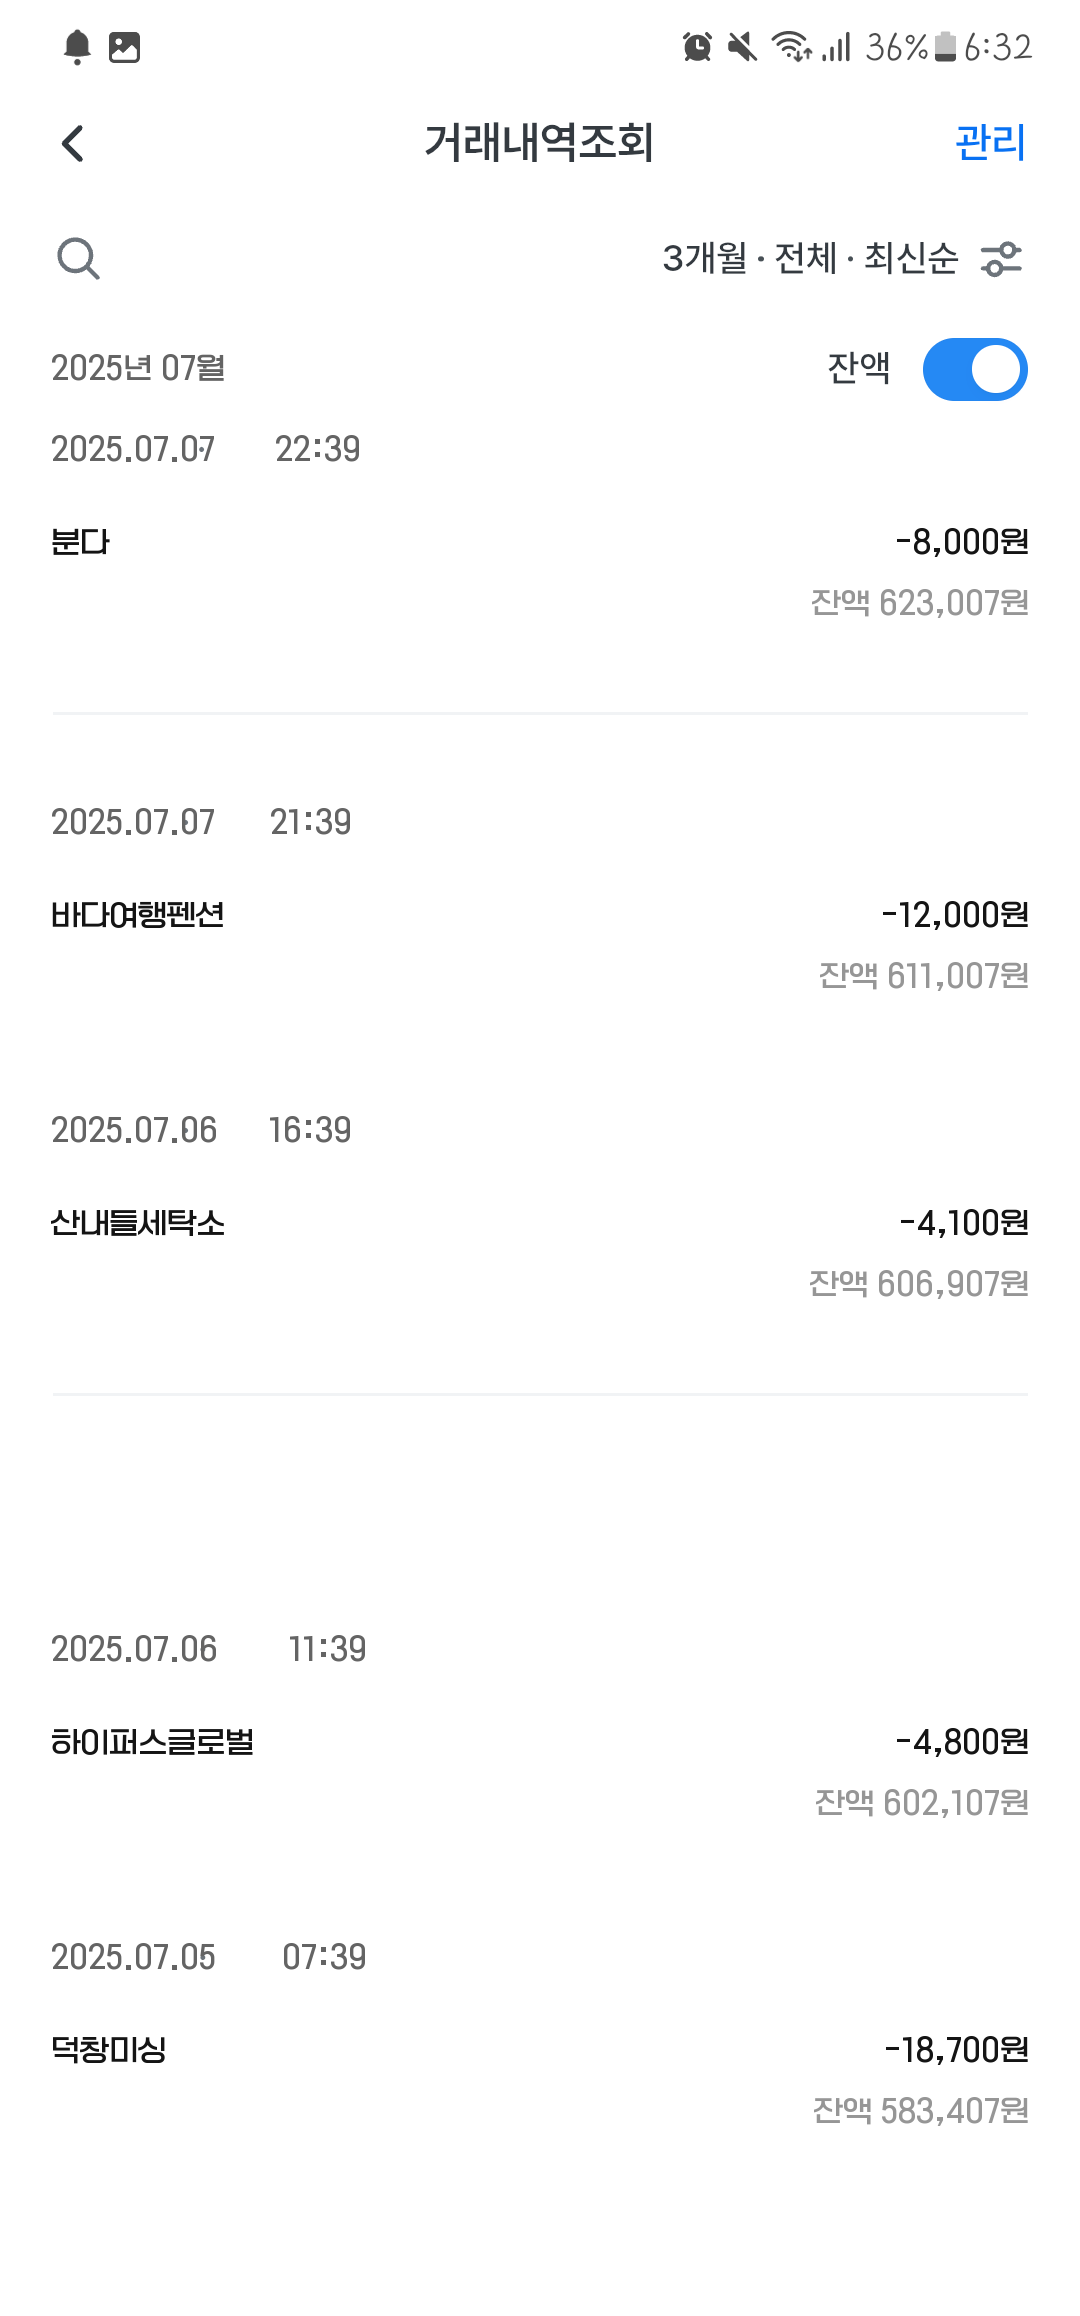 36% 6:32
거래내역조회 관리
3개월 · 전체 · 최신순
2025년 07월 잔액
2025.07.07 22:39
분다 -8,000원
잔액 623,007원
2025.07.07 21:39
바다여행펜션 -12,000원
잔액 611,007원
2025.07.06 16:39
산내들세탁소 -4,100원
잔액 606,907원
2025.07.06 11:39
하이퍼스글로벌 -4,800원
잔액 602,107원
2025.07.05 07:39
덕창미싱 -18,700원
잔액 583,407원